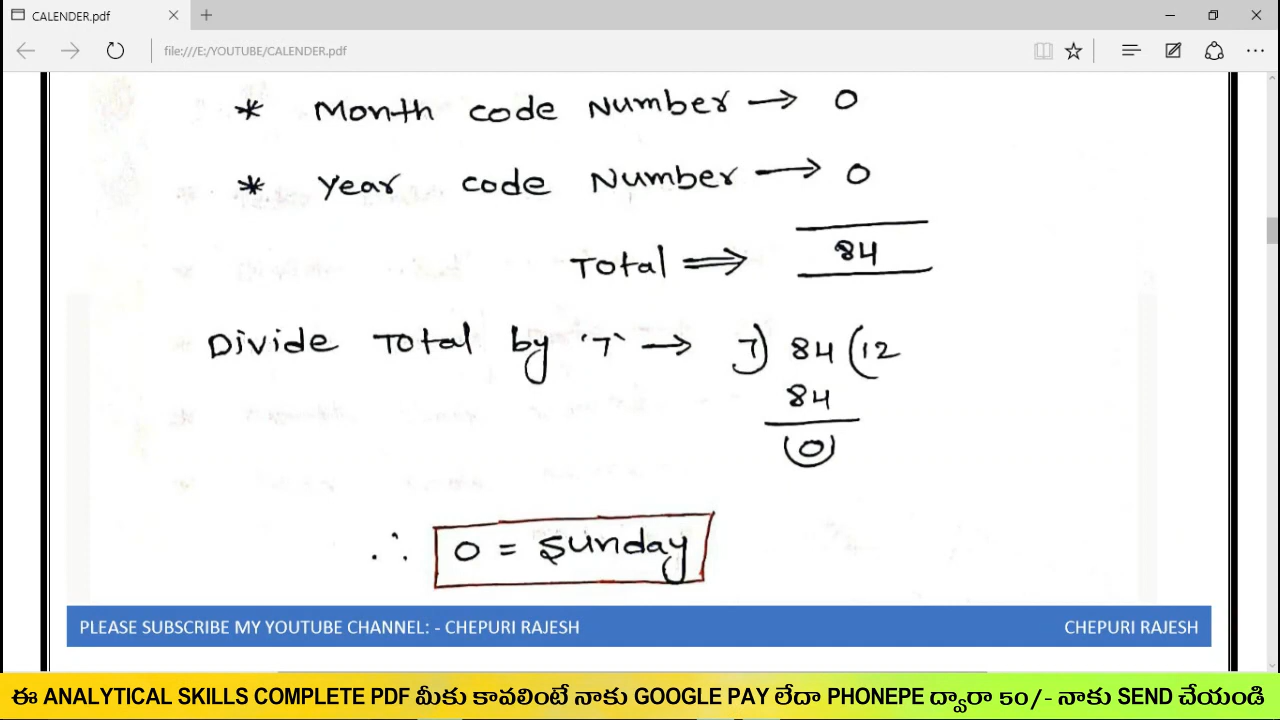 CALENDER.pdf
file:///E:/YOUTUBE/CALENDER.pdf
* Month code Number → 0
* Year code Number → 0
Total ⇒ 84
Divide Total by '7' → 7) 84 (12
84
(0)
∴ 0 = Sunday
PLEASE SUBSCRIBE MY YOUTUBE CHANNEL: - CHEPURI RAJESH CHEPURI RAJESH
ఈ ANALYTICAL SKILLS COMPLETE PDF మీకు కావలింటే నాకు GOOGLE PAY లేదా PHONEPE ద్వారా 50/- నాకు SEND చేయండి